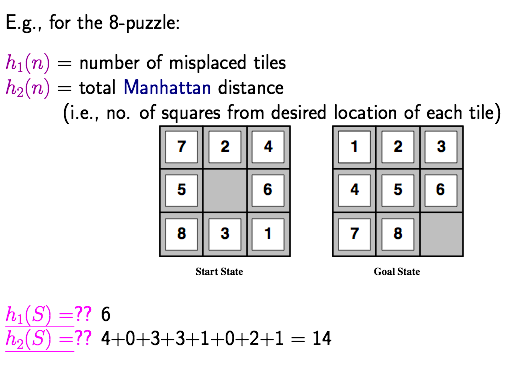 E.g., for the 8-puzzle:
h₁(n) = number of misplaced tiles
h₂(n) = total Manhattan distance
(i.e., no. of squares from desired location of each tile)
7 2 4 1 2 3
5 6 4 5 6
8 3 1 7 8
Start State Goal State
h₁(S) =?? 6
h₂(S) =?? 4+0+3+3+1+0+2+1 = 14